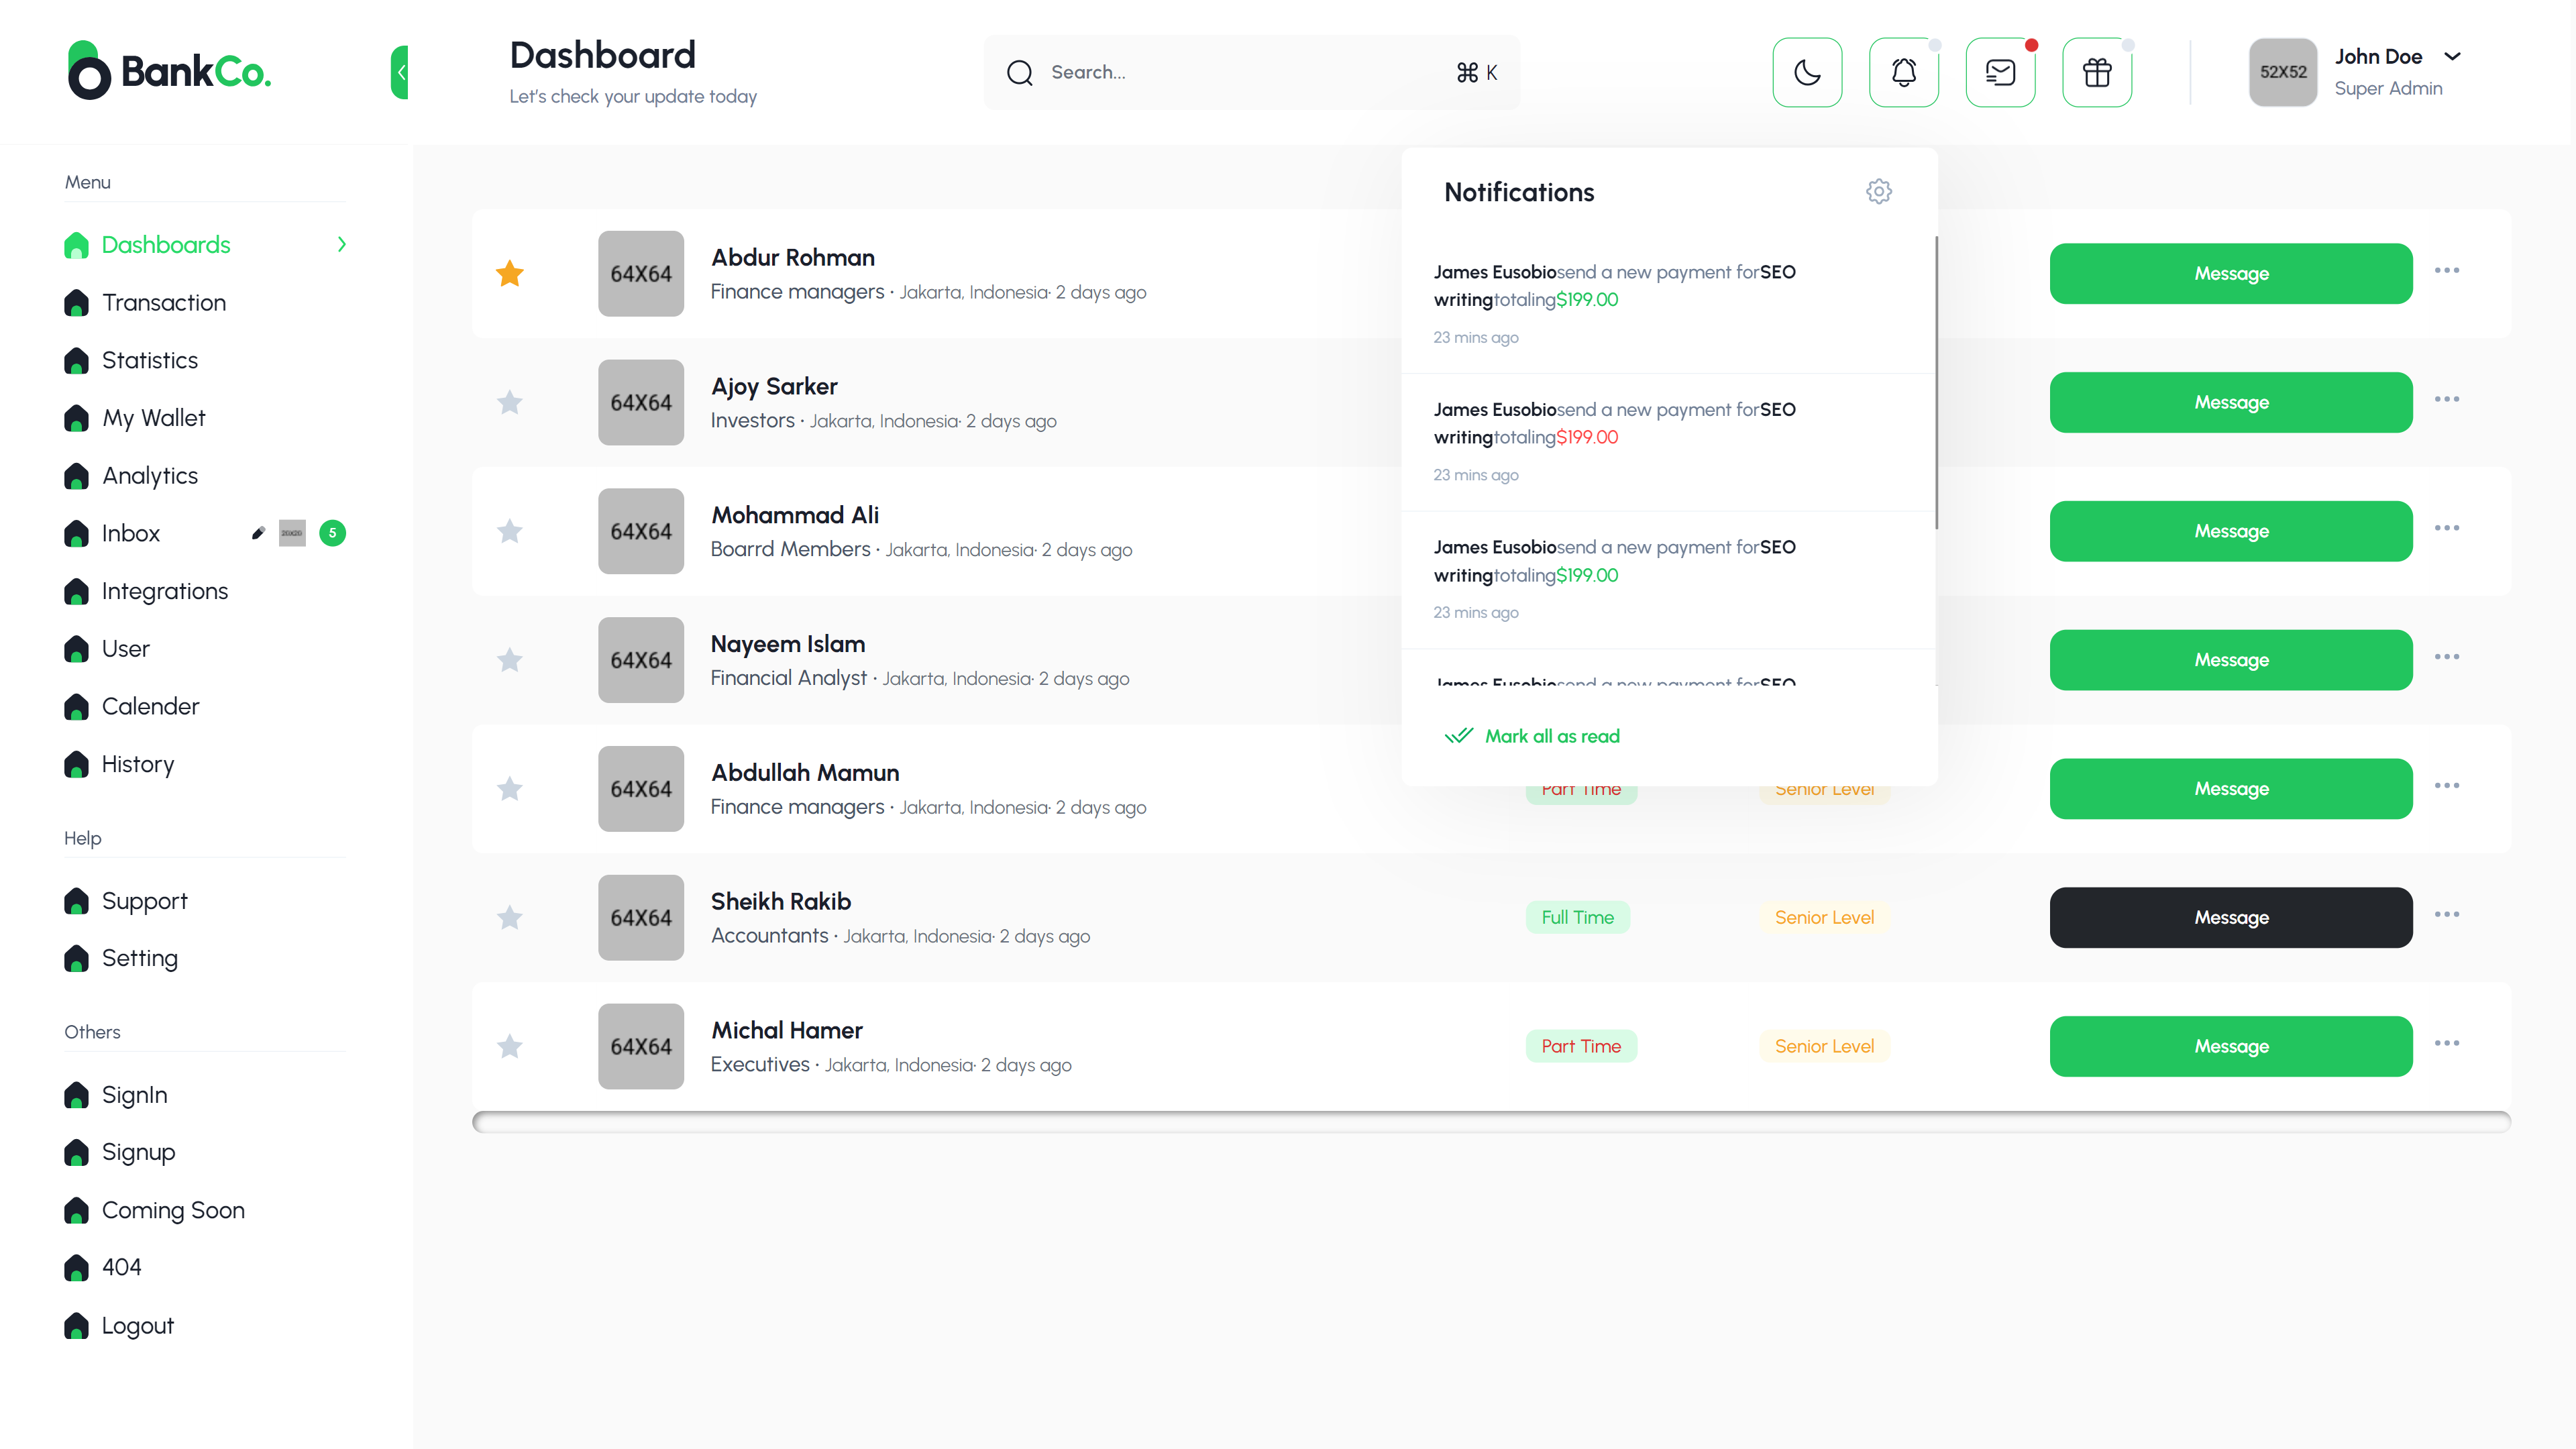 BankCo.
Dashboard
Let's check your update today
Search...
⌘ K
52X52
John Doe
Super Admin
Menu
Dashboards
Transaction
Statistics
My Wallet
Analytics
Inbox
5
Integrations
User
Calender
History
Help
Support
Setting
Others
SignIn
Signup
Coming Soon
404
Logout
64X64
Abdur Rohman
Finance managers · Jakarta, Indonesia· 2 days ago
Message
64X64
Ajoy Sarker
Investors · Jakarta, Indonesia· 2 days ago
Message
64X64
Mohammad Ali
Boarrd Members · Jakarta, Indonesia· 2 days ago
Message
64X64
Nayeem Islam
Financial Analyst · Jakarta, Indonesia· 2 days ago
Message
64X64
Abdullah Mamun
Finance managers · Jakarta, Indonesia· 2 days ago
Part Time
Senior Level
Message
64X64
Sheikh Rakib
Accountants · Jakarta, Indonesia· 2 days ago
Full Time
Senior Level
Message
64X64
Michal Hamer
Executives · Jakarta, Indonesia· 2 days ago
Part Time
Senior Level
Message
Notifications
James Eusobiosend a new payment forSEO
writingtotaling$199.00
23 mins ago
James Eusobiosend a new payment forSEO
writingtotaling$199.00
23 mins ago
James Eusobiosend a new payment forSEO
writingtotaling$199.00
23 mins ago
James Eusobiosend a new payment forSEO
Mark all as read